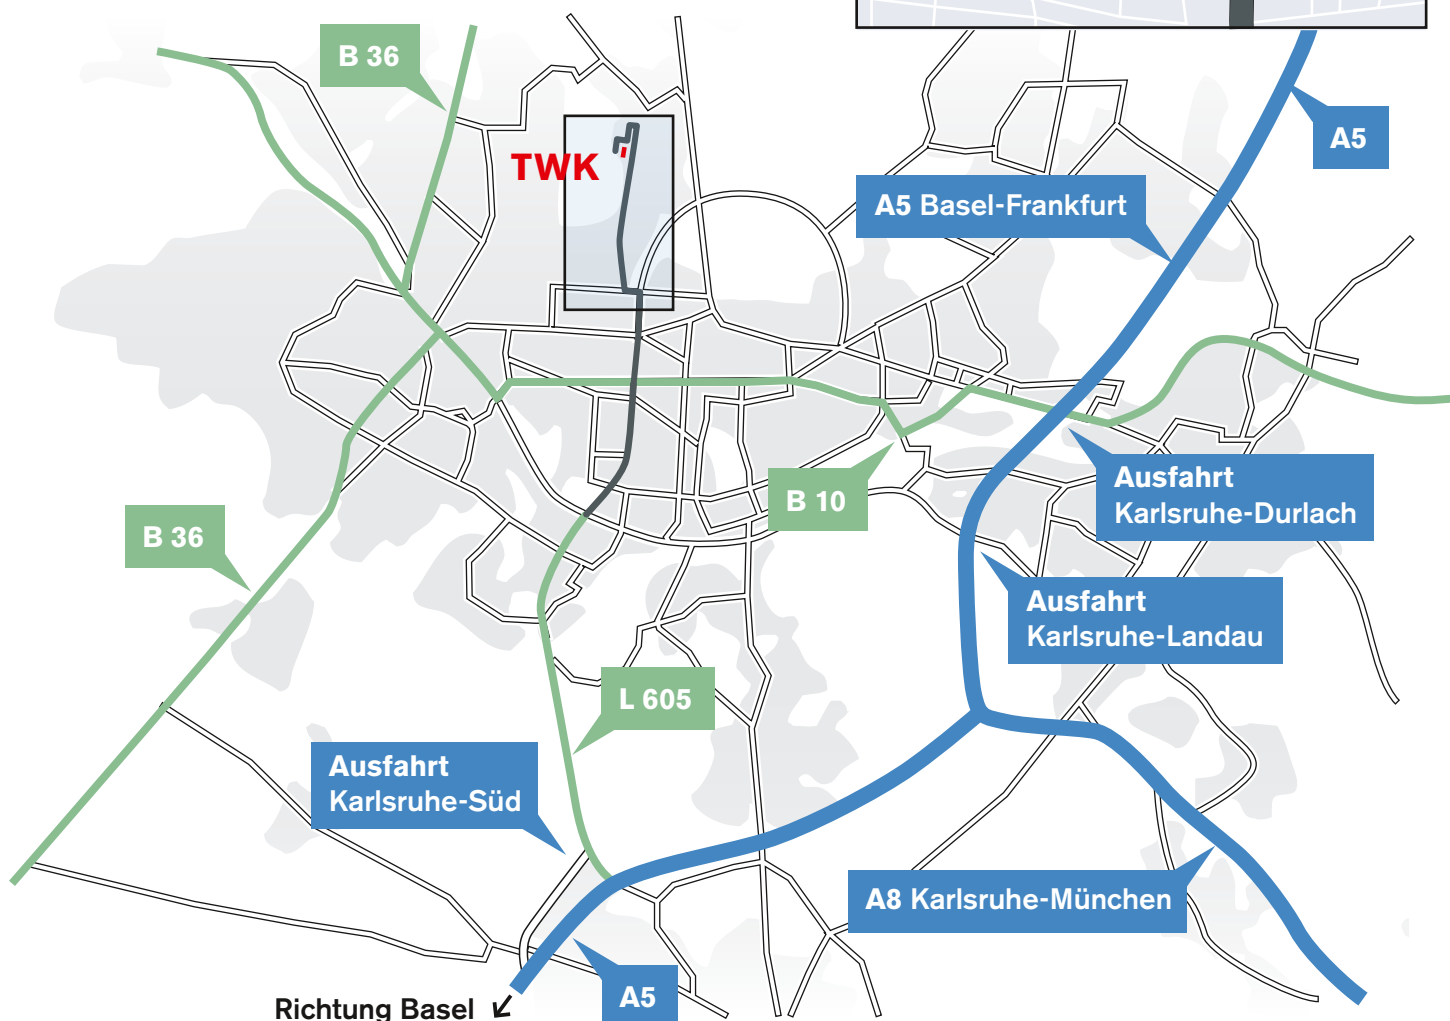 B 36
A5
TWK
A5 Basel-Frankfurt
Ausfahrt
Karlsruhe-Durlach
B 10
B 36
Ausfahrt
Karlsruhe-Landau
L 605
Ausfahrt
Karlsruhe-Süd
A8 Karlsruhe-München
A5
Richtung Basel ↙